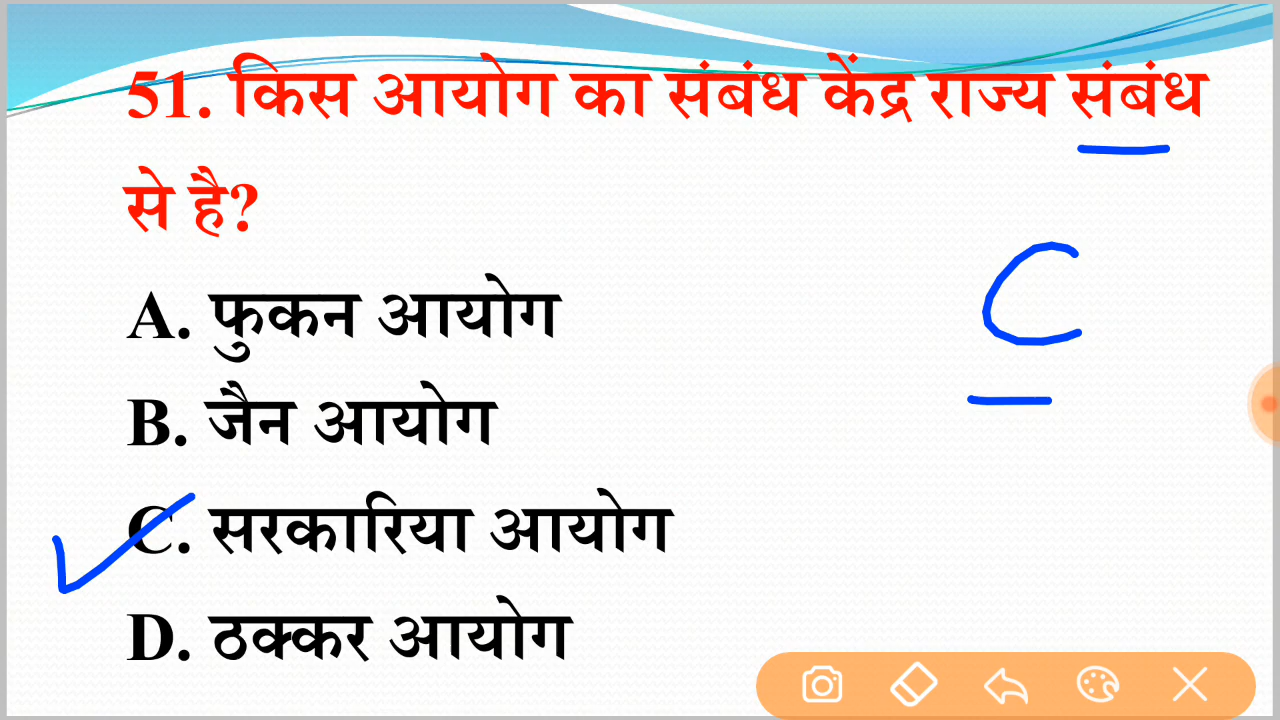 51. किस आयोग का संबंध केंद्र राज्य संबंध
से है?
C
A. फुकन आयोग
B. जैन आयोग
C. सरकारिया आयोग
D. ठक्कर आयोग